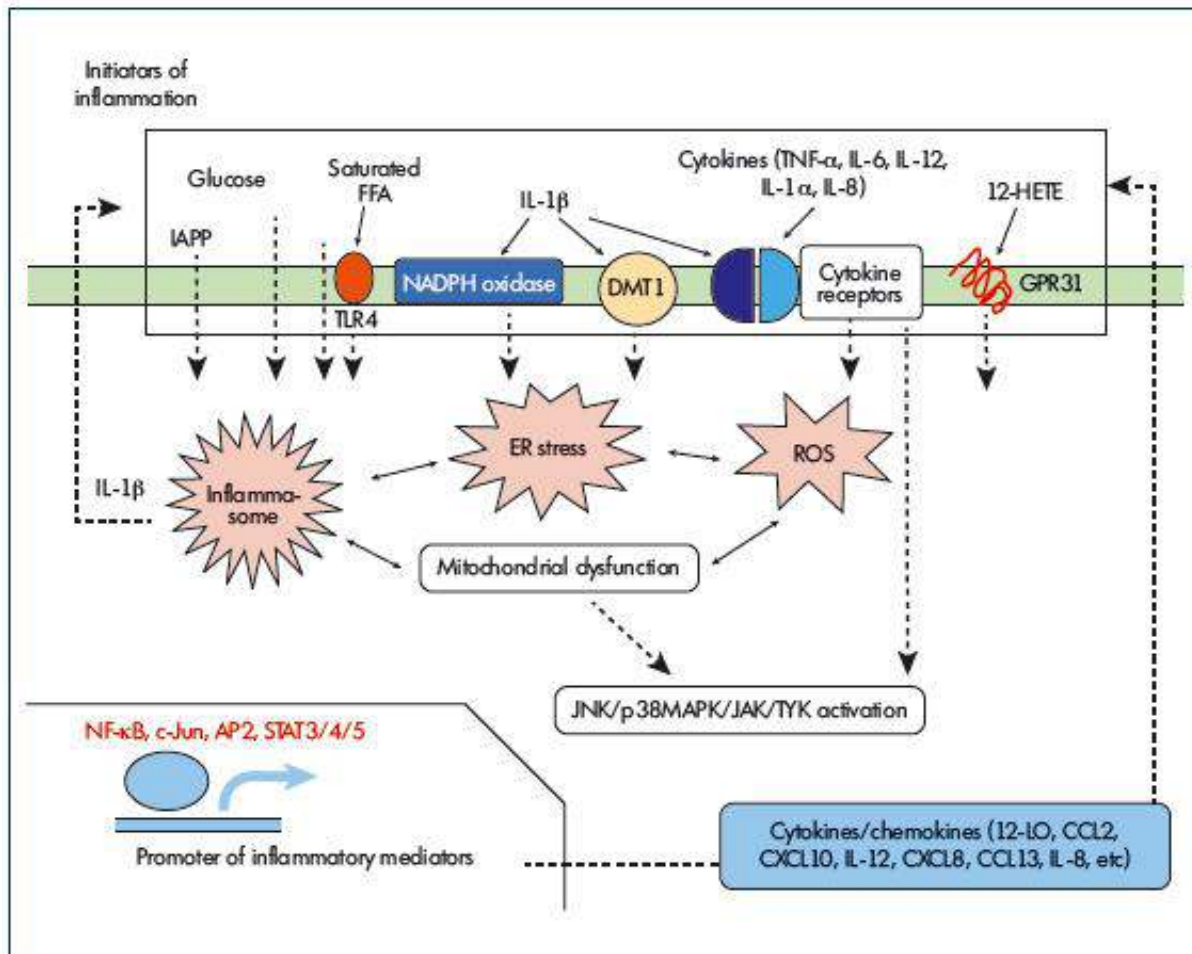 Initiators of
inflammation
Glucose
Saturated
FFA
IL-1β
Cytokines (TNF-α, IL-6, IL-12,
IL-1α, IL-8)
12-HETE
IAPP
TLR4
NADPH oxidase
DMT1
Cytokine
receptors
GPR31
IL-1β
Inflamma-
some
ER stress
ROS
Mitochondrial dysfunction
JNK/p38MAPK/JAK/TYK activation
NF-κB, c-Jun, AP2, STAT3/4/5
Promoter of inflammatory mediators
Cytokines/chemokines (12-LO, CCL2,
CXCL10, IL-12, CXCL8, CCL13, IL-8, etc)